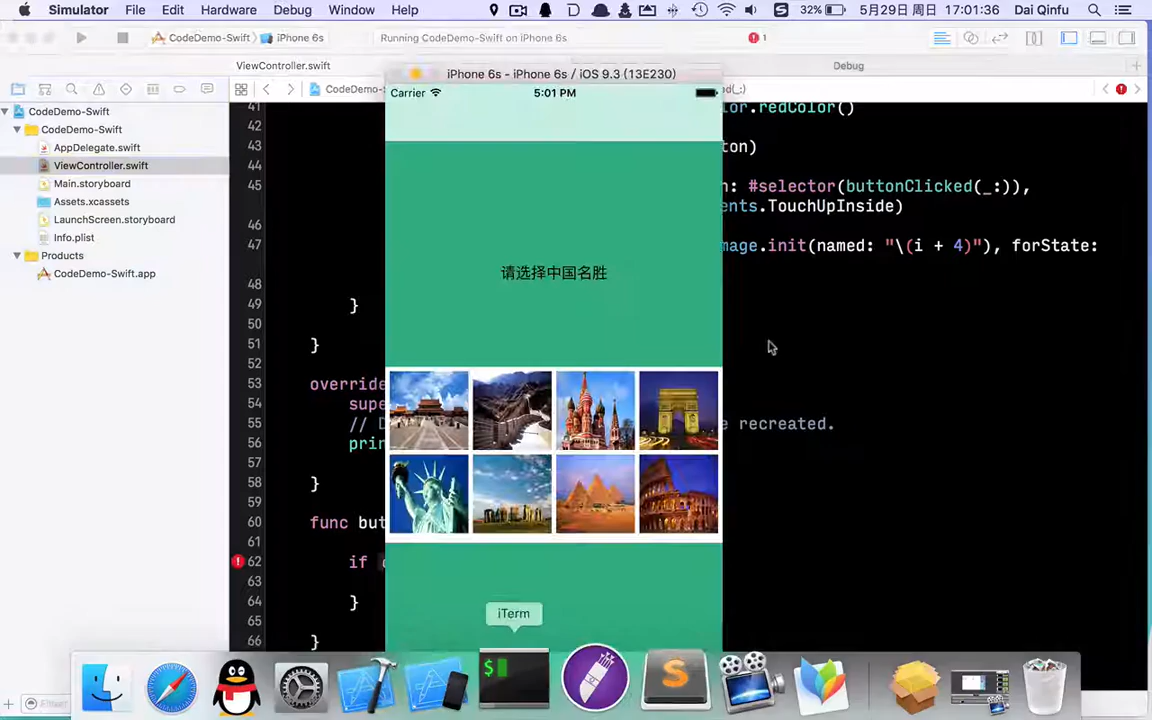 Simulator File Edit Hardware Debug Window Help 32% 5月29日 周日 17:01:36 Dai Qinfu
CodeDemo-Swift iPhone 6s Running CodeDemo-Swift on iPhone 6s 1
ViewController.swift Debug
iPhone 6s - iPhone 6s / iOS 9.3 (13E230)
CodeDemo-
Carrier 5:01 PM
CodeDemo-Swift
CodeDemo-Swift
AppDelegate.swift
ViewController.swift
Main.storyboard
Assets.xcassets
LaunchScreen.storyboard
Info.plist
Products
CodeDemo-Swift.app
41 lor.redColor()
42
43 ton)
44
45 n: #selector(buttonClicked(_:)),
ents.TouchUpInside)
46
47 mage.init(named: "\(i + 4)"), forState:
48
49 }
50
51 }
52
53 override
54 supe
55 // D e recreated.
56 prin
57
58 }
59
60 func but
61
62 if
63
64 }
65
66 }
请选择中国名胜
iTerm